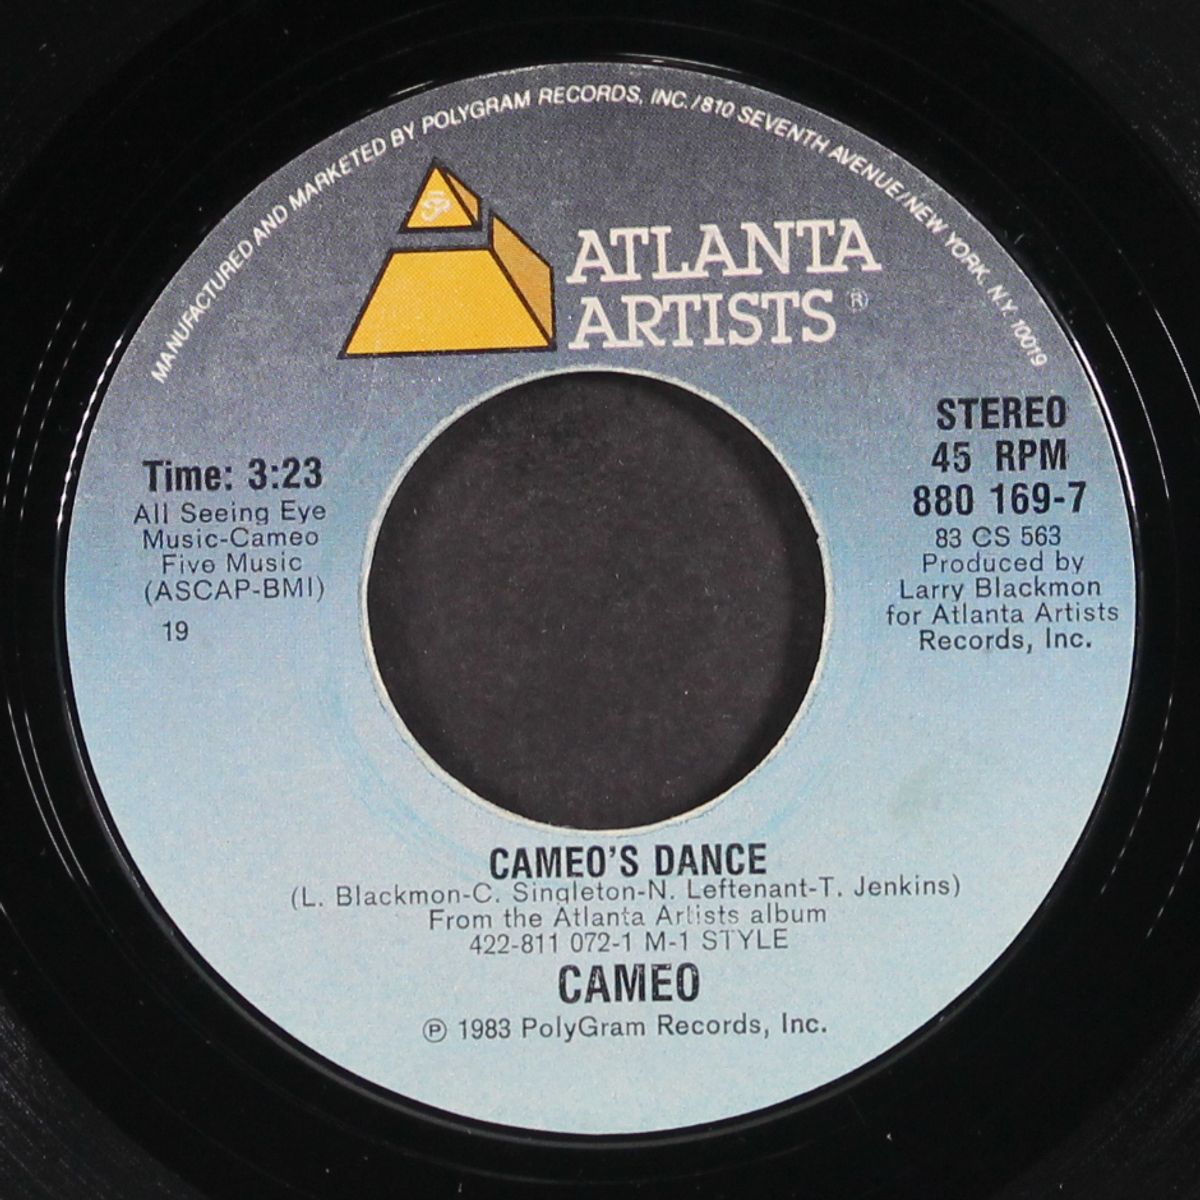 MANUFACTURED AND MARKETED BY POLYGRAM RECORDS, INC./810 SEVENTH AVENUE/NEW YORK, N.Y. 10019
ATLANTA
ARTISTS ®
STEREO
45 RPM
880 169-7
83 CS 563
Produced by
Larry Blackmon
for Atlanta Artists
Records, Inc.
Time: 3:23
All Seeing Eye
Music-Cameo
Five Music
(ASCAP-BMI)
19
CAMEO'S DANCE
(L. Blackmon-C. Singleton-N. Leftenant-T. Jenkins)
From the Atlanta Artists album
422-811 072-1 M-1 STYLE
CAMEO
℗ 1983 PolyGram Records, Inc.